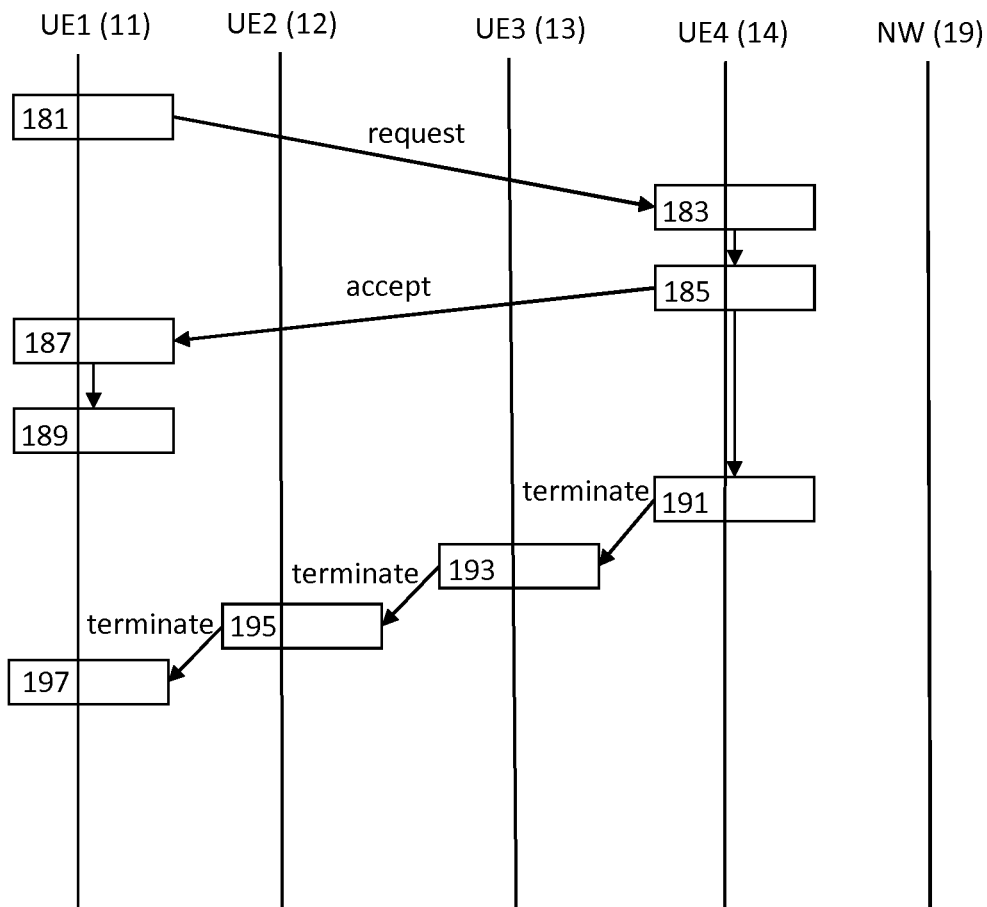 UE1 (11)
UE2 (12)
UE3 (13)
UE4 (14)
NW (19)
181
request
183
accept
185
187
189
terminate
191
terminate
193
terminate
195
197